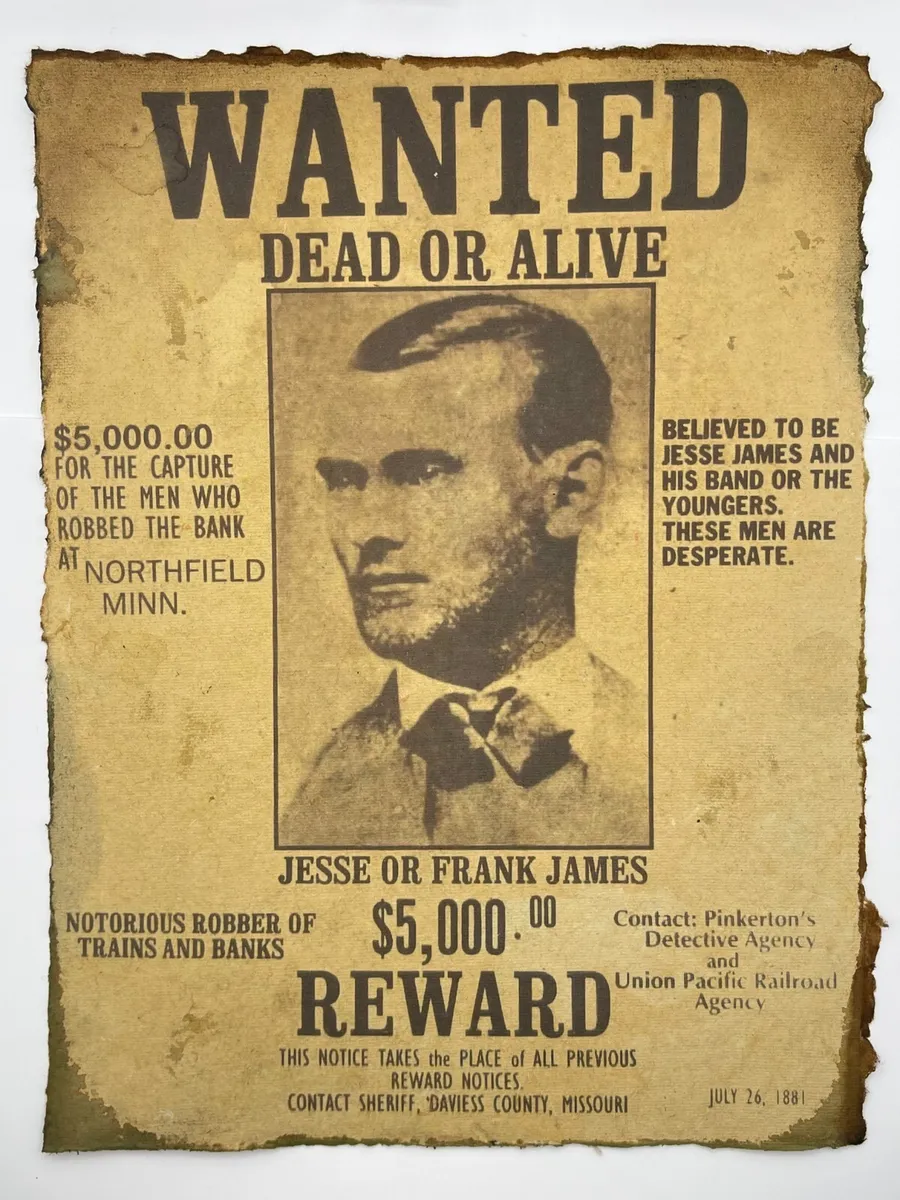 WANTED
DEAD OR ALIVE
$5,000.00
FOR THE CAPTURE
OF THE MEN WHO
ROBBED THE BANK
AT NORTHFIELD
MINN.
BELIEVED TO BE
JESSE JAMES AND
HIS BAND OR THE
YOUNGERS.
THESE MEN ARE
DESPERATE.
JESSE OR FRANK JAMES
NOTORIOUS ROBBER OF
TRAINS AND BANKS
$5,000.00
REWARD
Contact: Pinkerton's
Detective Agency
and
Union Pacific Railroad
Agency
THIS NOTICE TAKES the PLACE of ALL PREVIOUS
REWARD NOTICES.
CONTACT SHERIFF, 'DAVIESS COUNTY, MISSOURI
JULY 26, 1881